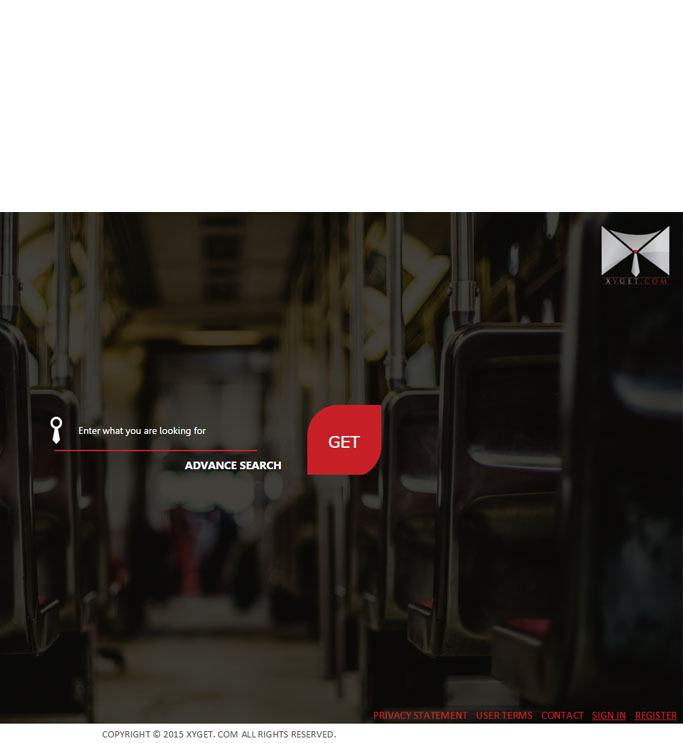 XYGET.COM
Enter what you are looking for
GET
ADVANCE SEARCH
PRIVACY STATEMENT USER TERMS CONTACT SIGN IN REGISTER
COPYRIGHT © 2015 XYGET. COM ALL RIGHTS RESERVED.